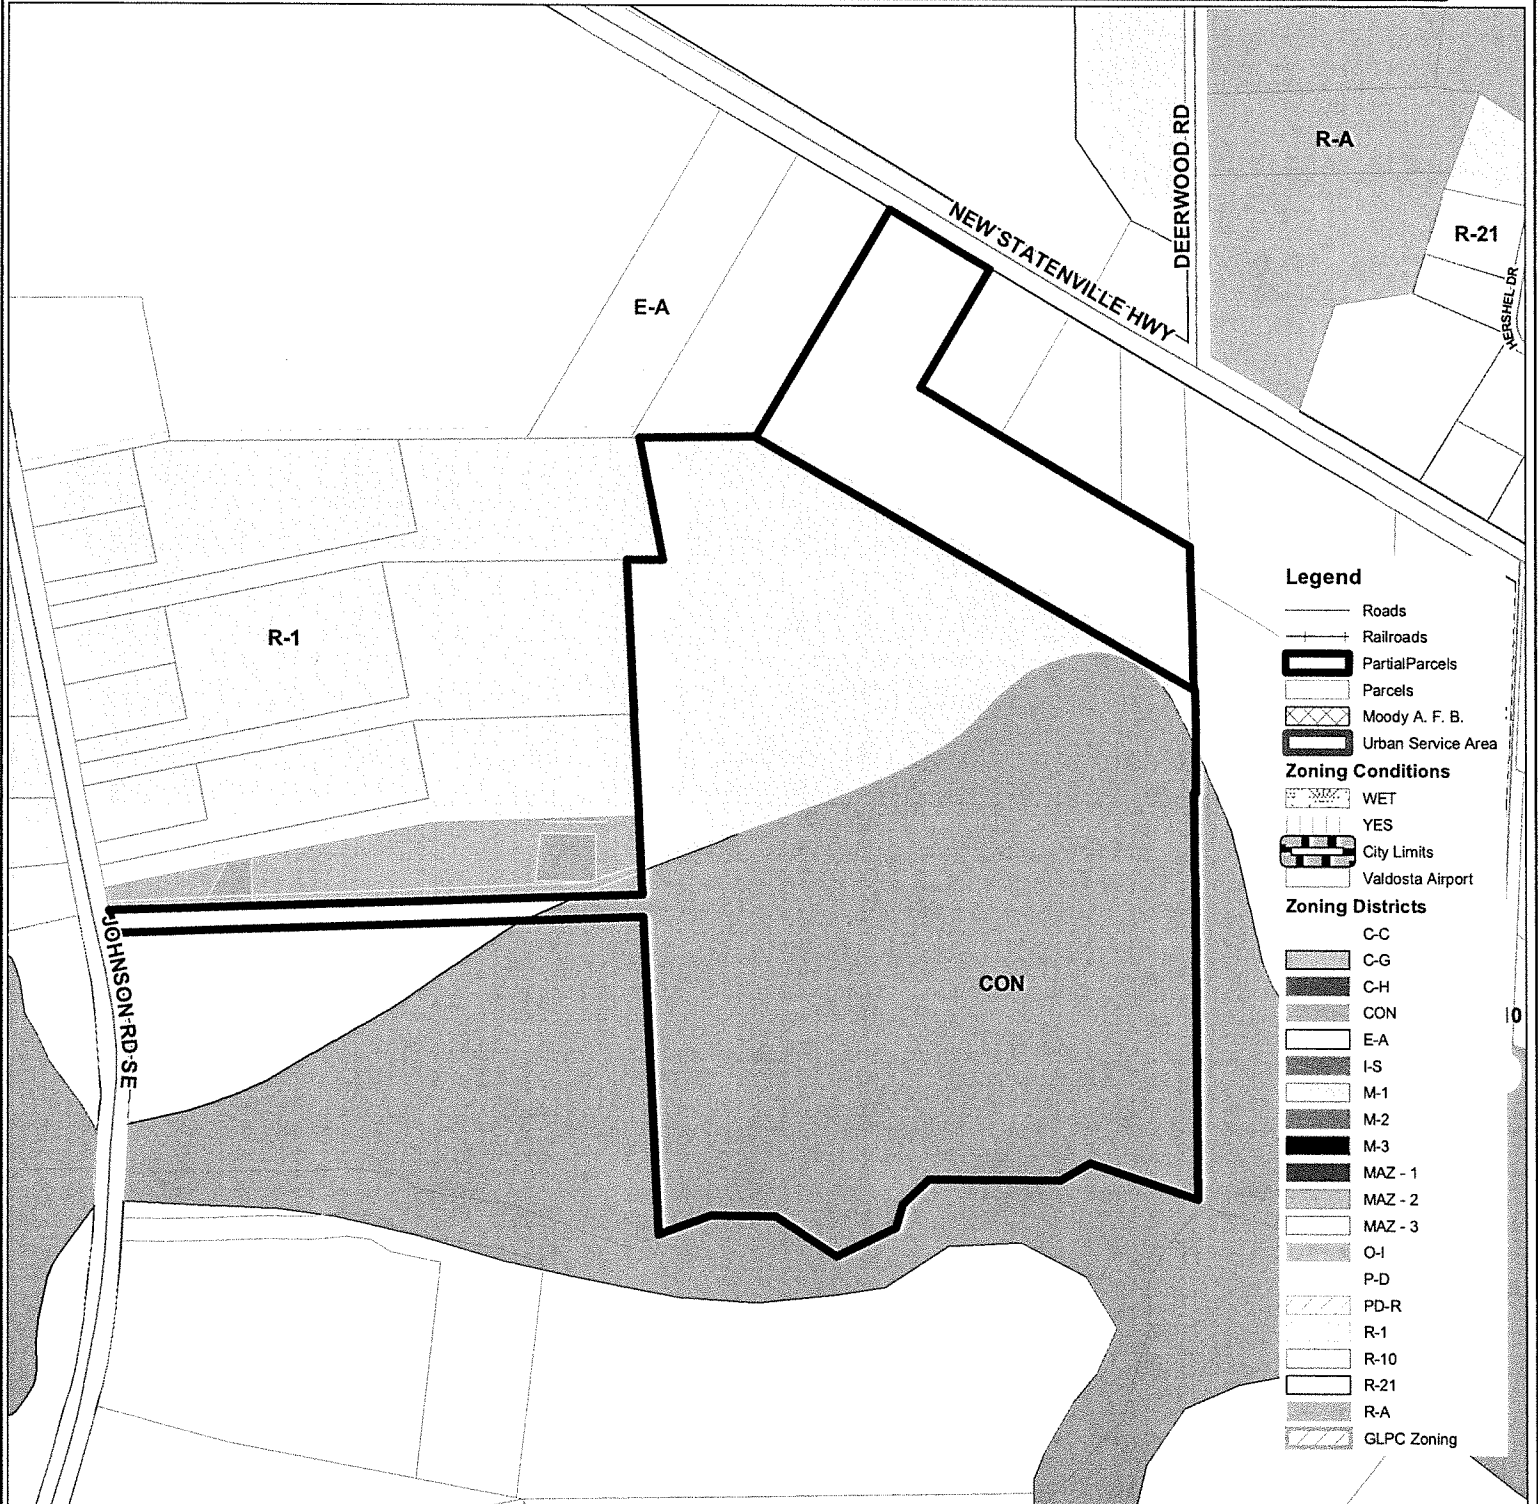 R-A
DEERWOOD RD
R-21
NEW STATENVILLE HWY
HERSHEL DR
E-A
R-1
CON
JOHNSON RD SE
Legend
Roads
Railroads
PartialParcels
Parcels
Moody A. F. B.
Urban Service Area
Zoning Conditions
WET
YES
City Limits
Valdosta Airport
Zoning Districts
C-C
C-G
C-H
CON
E-A
I-S
M-1
M-2
M-3
MAZ - 1
MAZ - 2
MAZ - 3
O-I
P-D
PD-R
R-1
R-10
R-21
R-A
GLPC Zoning